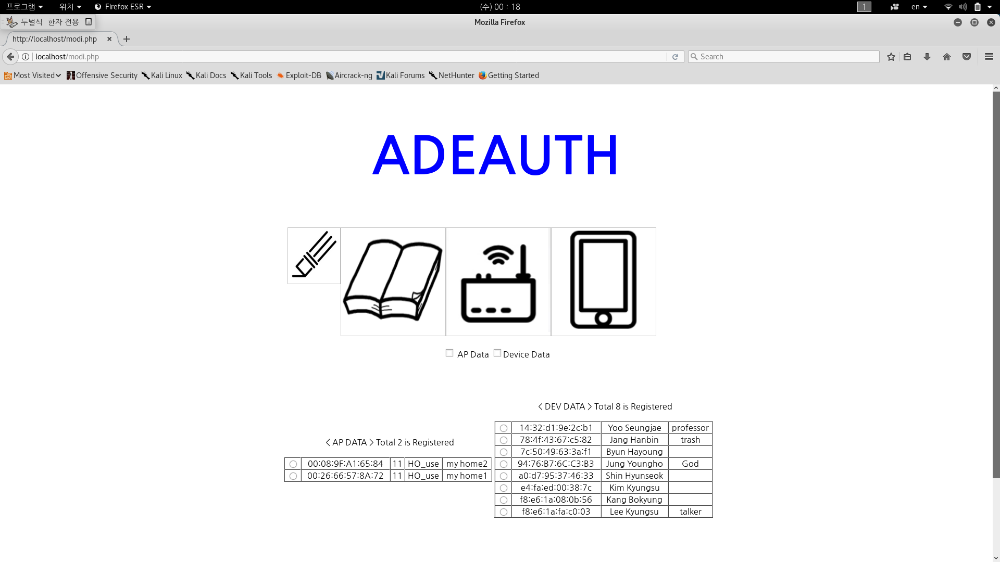 프로그램 위치 Firefox ESR (수) 00 : 18 1 en
두벌식 한자 전용 Mozilla Firefox
http://localhost/modi.php
localhost/modi.php Search
Most Visited Offensive Security Kali Linux Kali Docs Kali Tools Exploit-DB Aircrack-ng Kali Forums NetHunter Getting Started
ADEAUTH
AP Data Device Data
< AP DATA > Total 2 is Registered
00:08:9F:A1:65:84 11 HO_use my home2
00:26:66:57:8A:72 11 HO_use my home1
< DEV DATA > Total 8 is Registered
14:32:d1:9e:2c:b1 Yoo Seungjae professor
78:4f:43:67:c5:82 Jang Hanbin trash
7c:50:49:63:3a:f1 Byun Hayoung
94:76:B7:6C:C3:B3 Jung Youngho God
a0:d7:95:37:46:33 Shin Hyunseok
e4:fa:ed:00:38:7c Kim Kyungsu
f8:e6:1a:08:0b:56 Kang Bokyung
f8:e6:1a:fa:c0:03 Lee Kyungsu talker